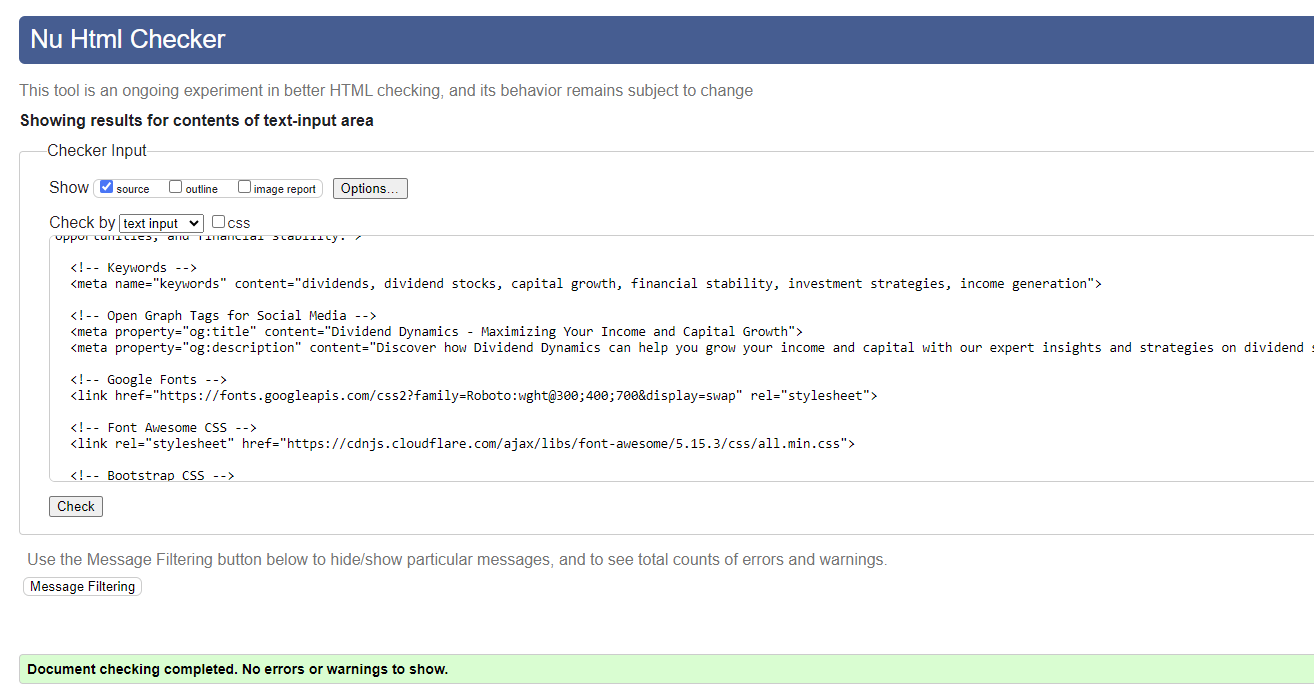 Nu Html Checker
This tool is an ongoing experiment in better HTML checking, and its behavior remains subject to change
Showing results for contents of text-input area
Checker Input
Show source outline image report Options...
Check by text input css
opportunities, and financial stability.">
<!-- Keywords -->
<meta name="keywords" content="dividends, dividend stocks, capital growth, financial stability, investment strategies, income generation">
<!-- Open Graph Tags for Social Media -->
<meta property="og:title" content="Dividend Dynamics - Maximizing Your Income and Capital Growth">
<meta property="og:description" content="Discover how Dividend Dynamics can help you grow your income and capital with our expert insights and strategies on dividend
<!-- Google Fonts -->
<link href="https://fonts.googleapis.com/css2?family=Roboto:wght@300;400;700&display=swap" rel="stylesheet">
<!-- Font Awesome CSS -->
<link rel="stylesheet" href="https://cdnjs.cloudflare.com/ajax/libs/font-awesome/5.15.3/css/all.min.css">
<!-- Bootstrap CSS -->
Check
Use the Message Filtering button below to hide/show particular messages, and to see total counts of errors and warnings.
Message Filtering
Document checking completed. No errors or warnings to show.